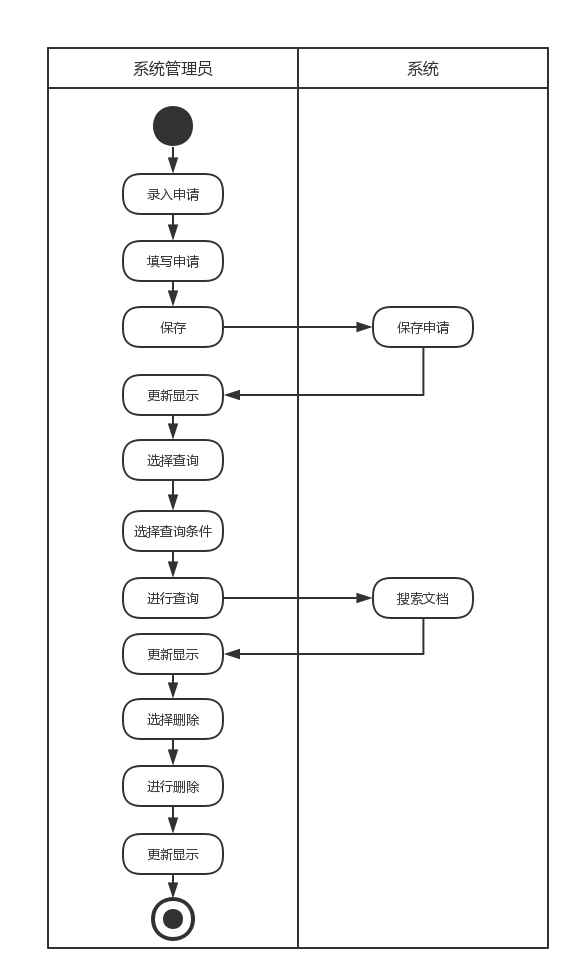 系统管理员
系统
录入申请
填写申请
保存
保存申请
更新显示
选择查询
选择查询条件
进行查询
搜索文档
更新显示
选择删除
进行删除
更新显示